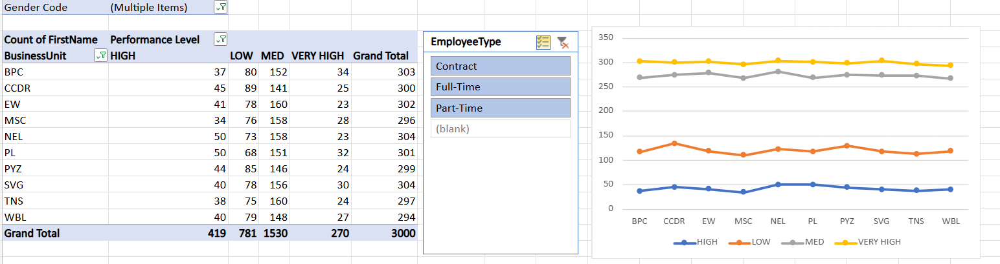 Gender Code (Multiple Items)
Count of FirstName Performance Level
BusinessUnit HIGH LOW MED VERY HIGH Grand Total
BPC 37 80 152 34 303
CCDR 45 89 141 25 300
EW 41 78 160 23 302
MSC 34 76 158 28 296
NEL 50 73 158 23 304
PL 50 68 151 32 301
PYZ 44 85 146 24 299
SVG 40 78 156 30 304
TNS 38 75 160 24 297
WBL 40 79 148 27 294
Grand Total 419 781 1530 270 3000
EmployeeType
Contract
Full-Time
Part-Time
(blank)
350
300
250
200
150
100
50
0
BPC CCDR EW MSC NEL PL PYZ SVG TNS WBL
HIGH LOW MED VERY HIGH